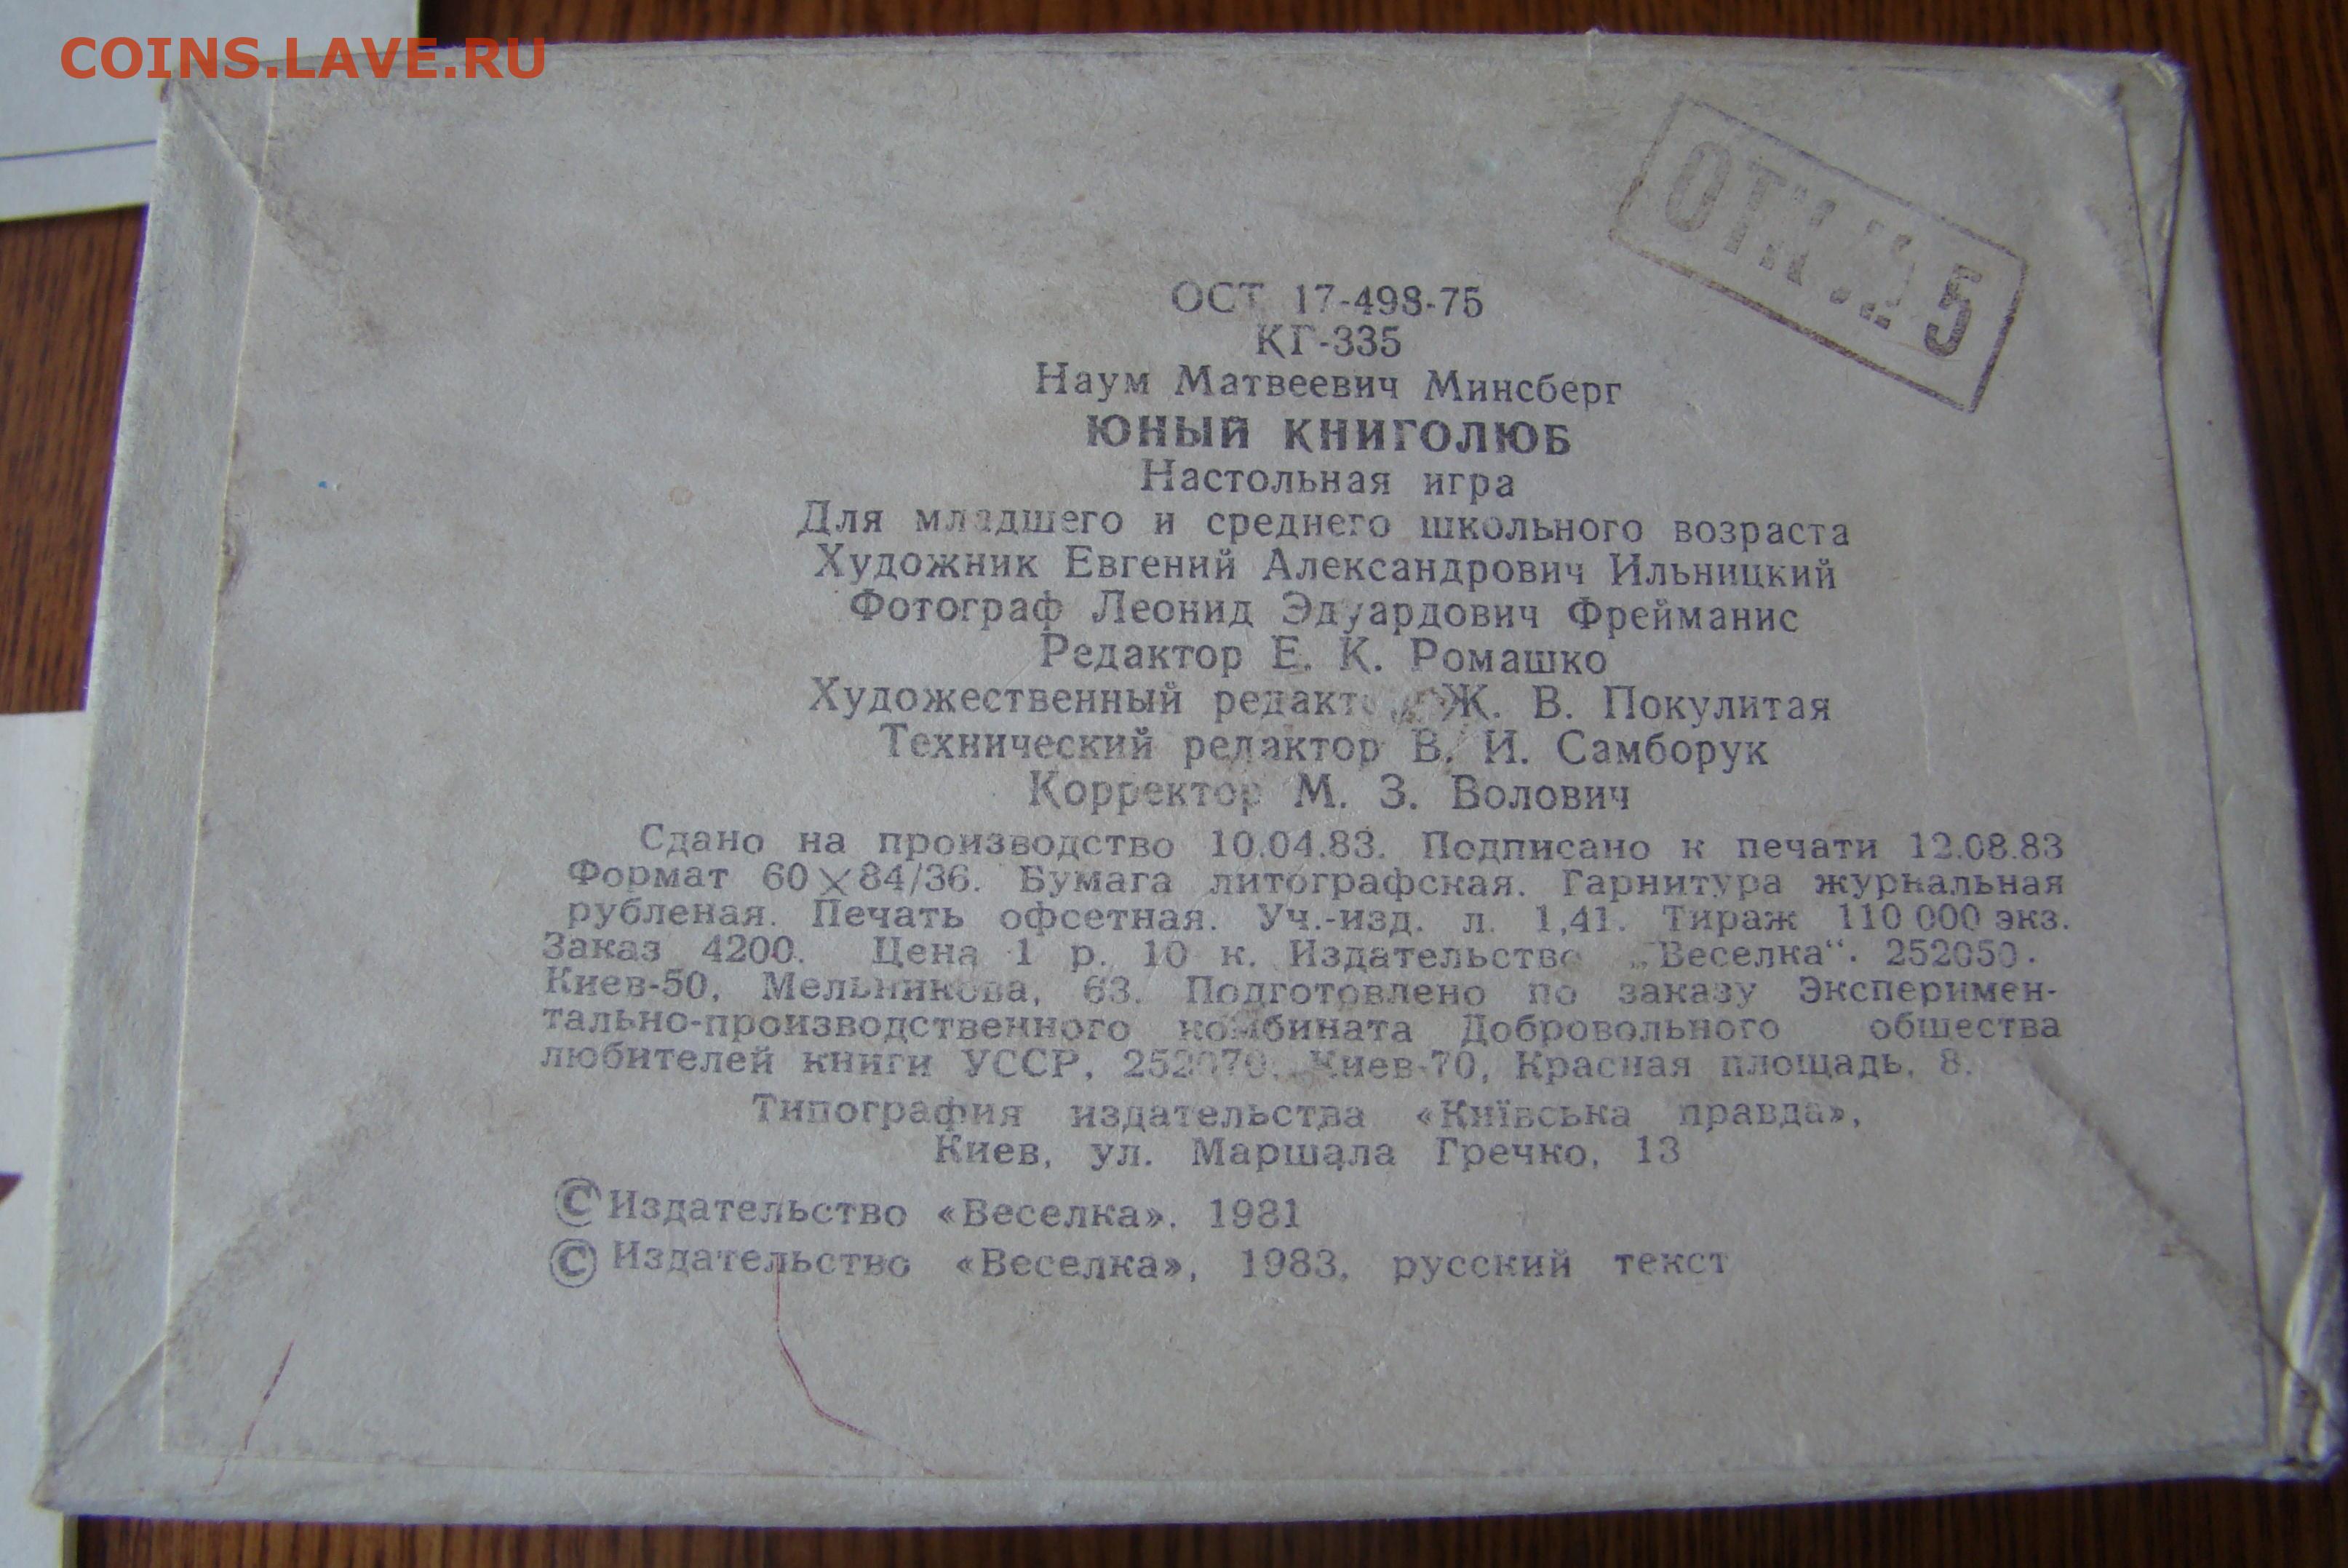 COINS.LAVE.RU
ОТК 5
ОСТ 17-498-75
КГ-335
Наум Матвеевич Минсберг
ЮНЫЙ КНИГОЛЮБ
Настольная игра
Для младшего и среднего школьного возраста
Художник Евгений Александрович Ильницкий
Фотограф Леонид Эдуардович Фрейманис
Редактор Е. К. Ромашко
Художественный редактор Ж. В. Покулитая
Технический редактор В. И. Самборук
Корректор М. З. Волович
Сдано на производство 10.04.83. Подписано к печати 12.08.83
Формат 60×84/36. Бумага литографская. Гарнитура журнальная
рубленая. Печать офсетная. Уч.-изд. л. 1,41. Тираж 110 000 экз.
Заказ 4200. Цена 1 р. 10 к. Издательство „Веселка“. 252050.
Киев-50, Мельникова, 63. Подготовлено по заказу Эксперимен-
тально-производственного комбината Добровольного общества
любителей книги УССР, 252070. Киев-70, Красная площадь, 8.
Типография издательства «Київська правда»,
Киев, ул. Маршала Гречко, 13
© Издательство «Веселка». 1981
© Издательство «Веселка», 1983, русский текст